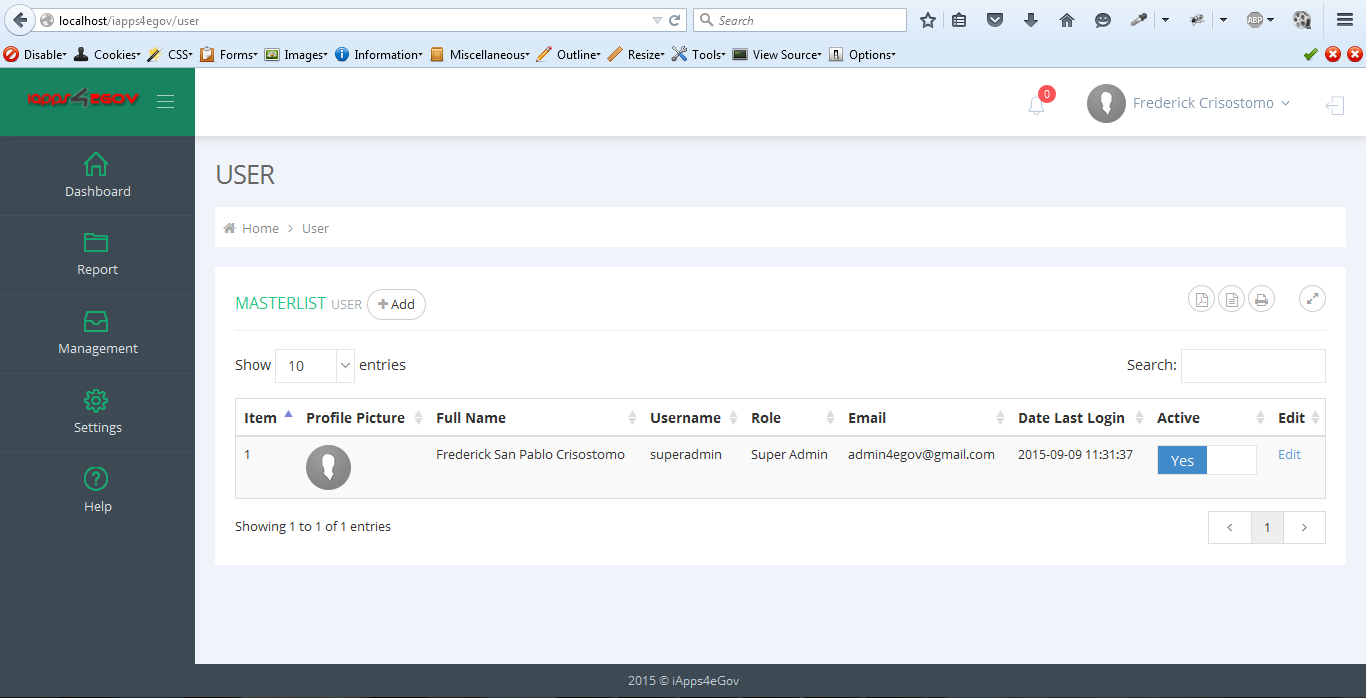 localhost/iapps4egov/user
Search
ABP
Disable Cookies CSS Forms Images Information Miscellaneous Outline Resize Tools View Source Options
iapps4EGOV
0
Frederick Crisostomo
Dashboard
Report
Management
Settings
Help
USER
Home > User
MASTERLIST USER + Add
Show 10 entries
Search:
Item Profile Picture Full Name Username Role Email Date Last Login Active Edit
1 Frederick San Pablo Crisostomo superadmin Super Admin admin4egov@gmail.com 2015-09-09 11:31:37 Yes Edit
Showing 1 to 1 of 1 entries
< 1 >
2015 © iApps4eGov